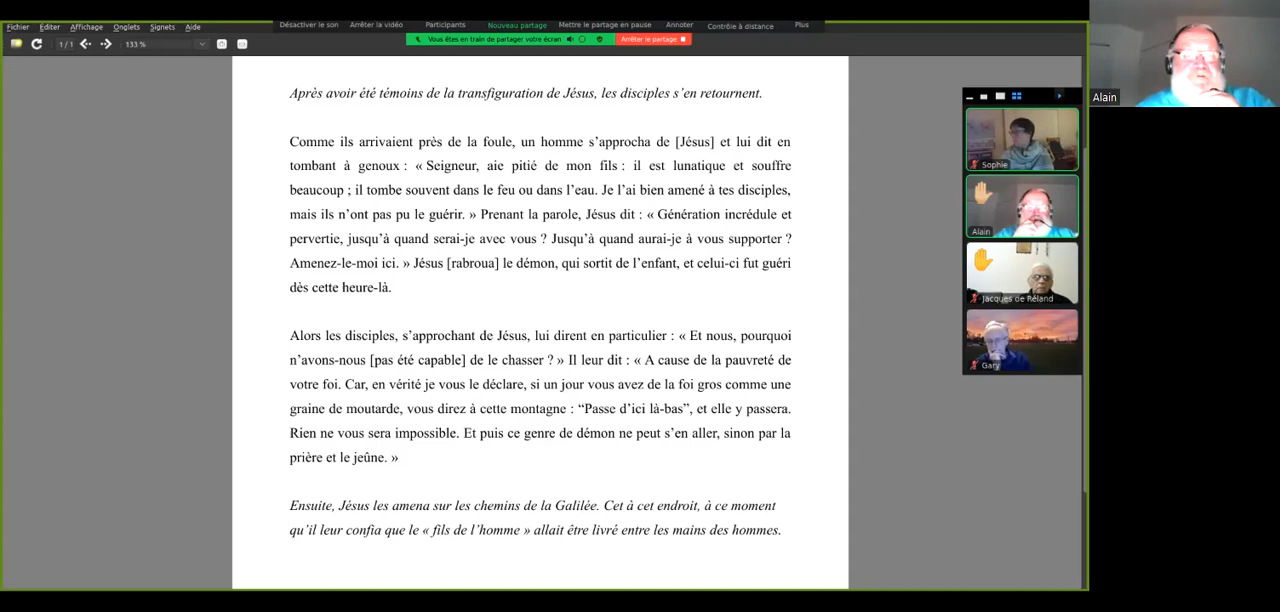 Fichier Éditer Affichage Onglets Signets Aide
Désactiver le son Arrêter la vidéo Participants Nouveau partage Mettre le partage en pause Annoter Contrôle à distance Plus
Vous êtes en train de partager votre écran Arrêter le partage
1/1 133 %
Après avoir été témoins de la transfiguration de Jésus, les disciples s’en retournent.
Comme ils arrivaient près de la foule, un homme s’approcha de [Jésus] et lui dit en
tombant à genoux : « Seigneur, aie pitié de mon fils : il est lunatique et souffre
beaucoup ; il tombe souvent dans le feu ou dans l’eau. Je l’ai bien amené à tes disciples,
mais ils n’ont pas pu le guérir. » Prenant la parole, Jésus dit : « Génération incrédule et
pervertie, jusqu’à quand serai-je avec vous ? Jusqu’à quand aurai-je à vous supporter ?
Amenez-le-moi ici. » Jésus [rabroua] le démon, qui sortit de l’enfant, et celui-ci fut guéri
dès cette heure-là.
Alors les disciples, s’approchant de Jésus, lui dirent en particulier : « Et nous, pourquoi
n’avons-nous [pas été capable] de le chasser ? » Il leur dit : « A cause de la pauvreté de
votre foi. Car, en vérité je vous le déclare, si un jour vous avez de la foi gros comme une
graine de moutarde, vous direz à cette montagne : “Passe d’ici là-bas”, et elle y passera.
Rien ne vous sera impossible. Et puis ce genre de démon ne peut s’en aller, sinon par la
prière et le jeûne. »
Ensuite, Jésus les amena sur les chemins de la Galilée. Cet à cet endroit, à ce moment
qu’il leur confia que le « fils de l’homme » allait être livré entre les mains des hommes.
Sophie
Alain
Jacques de Réland
Gary
Alain